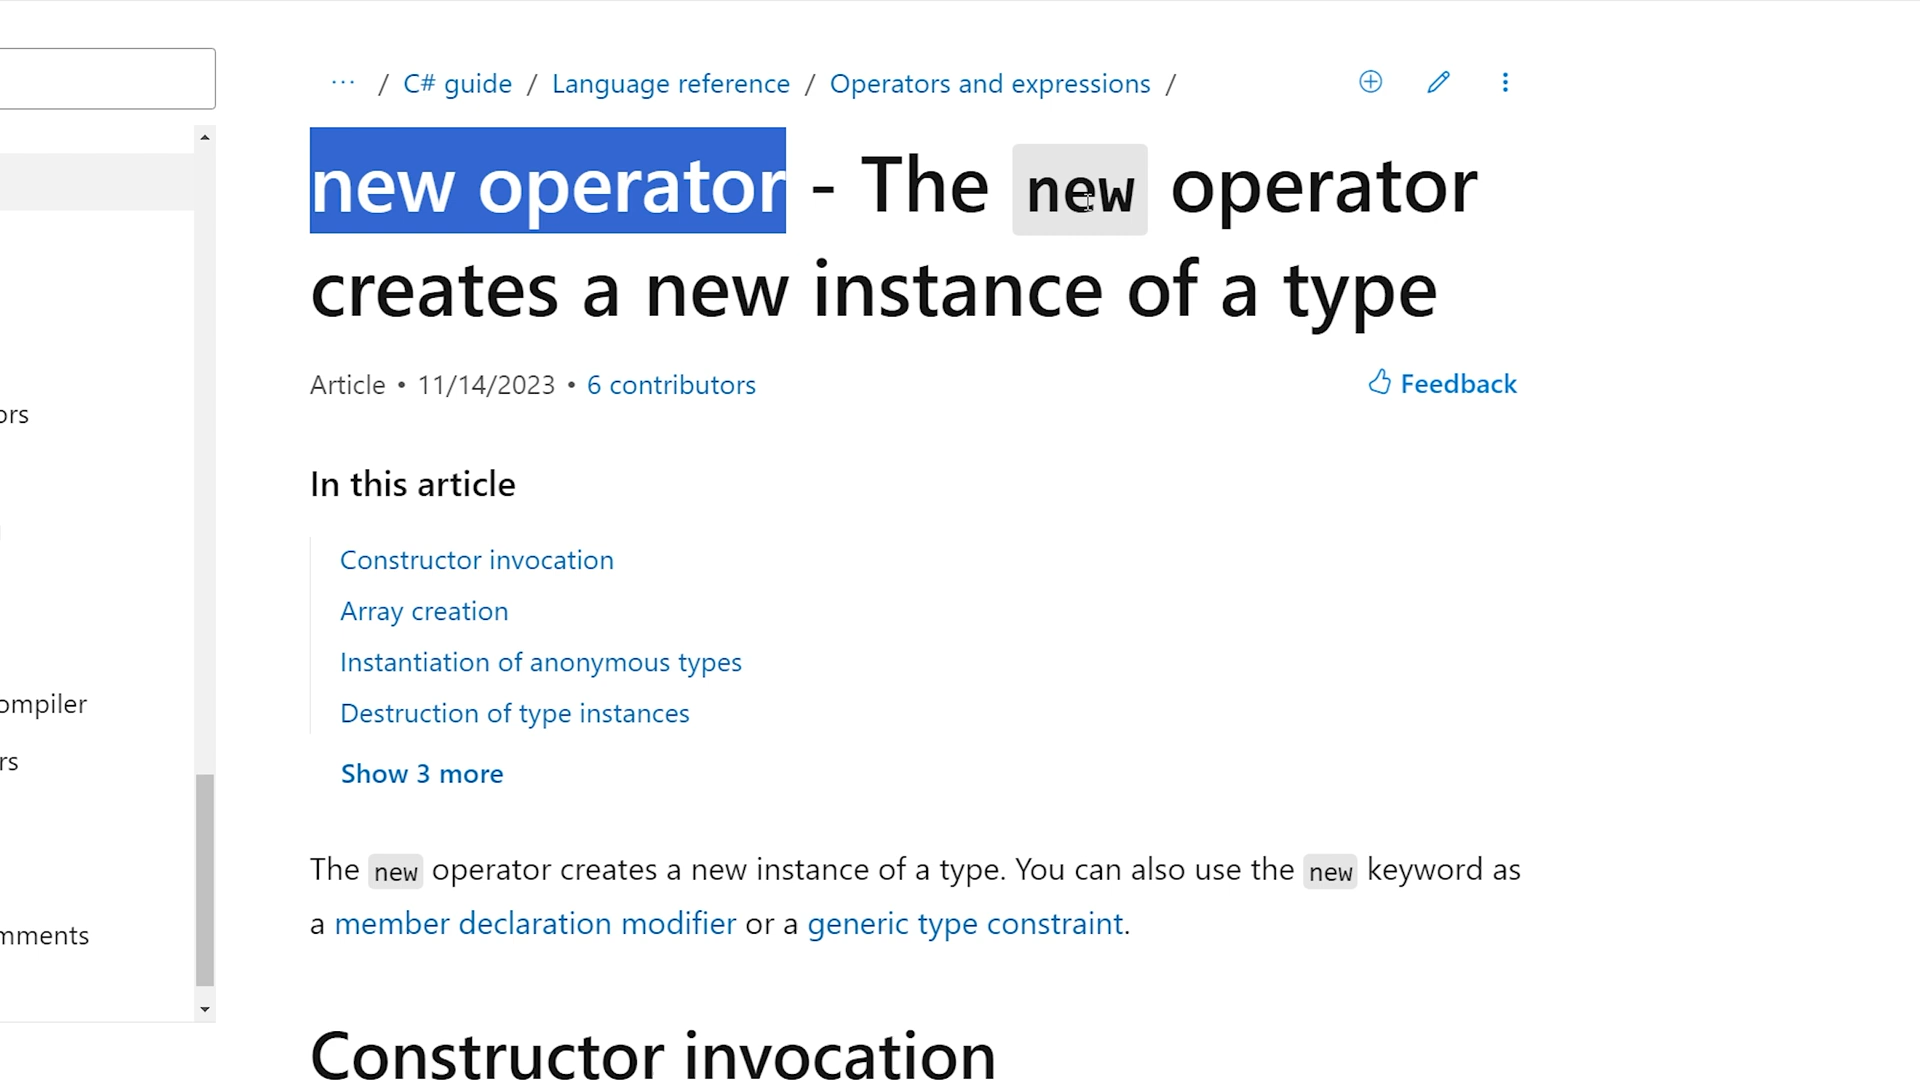 ··· / C# guide / Language reference / Operators and expressions /
new operator - The new operator
creates a new instance of a type
Article • 11/14/2023 • 6 contributors
Feedback
In this article
Constructor invocation
Array creation
Instantiation of anonymous types
Destruction of type instances
Show 3 more
The new operator creates a new instance of a type. You can also use the new keyword as
a member declaration modifier or a generic type constraint.
Constructor invocation
ors
ompiler
rs
mments